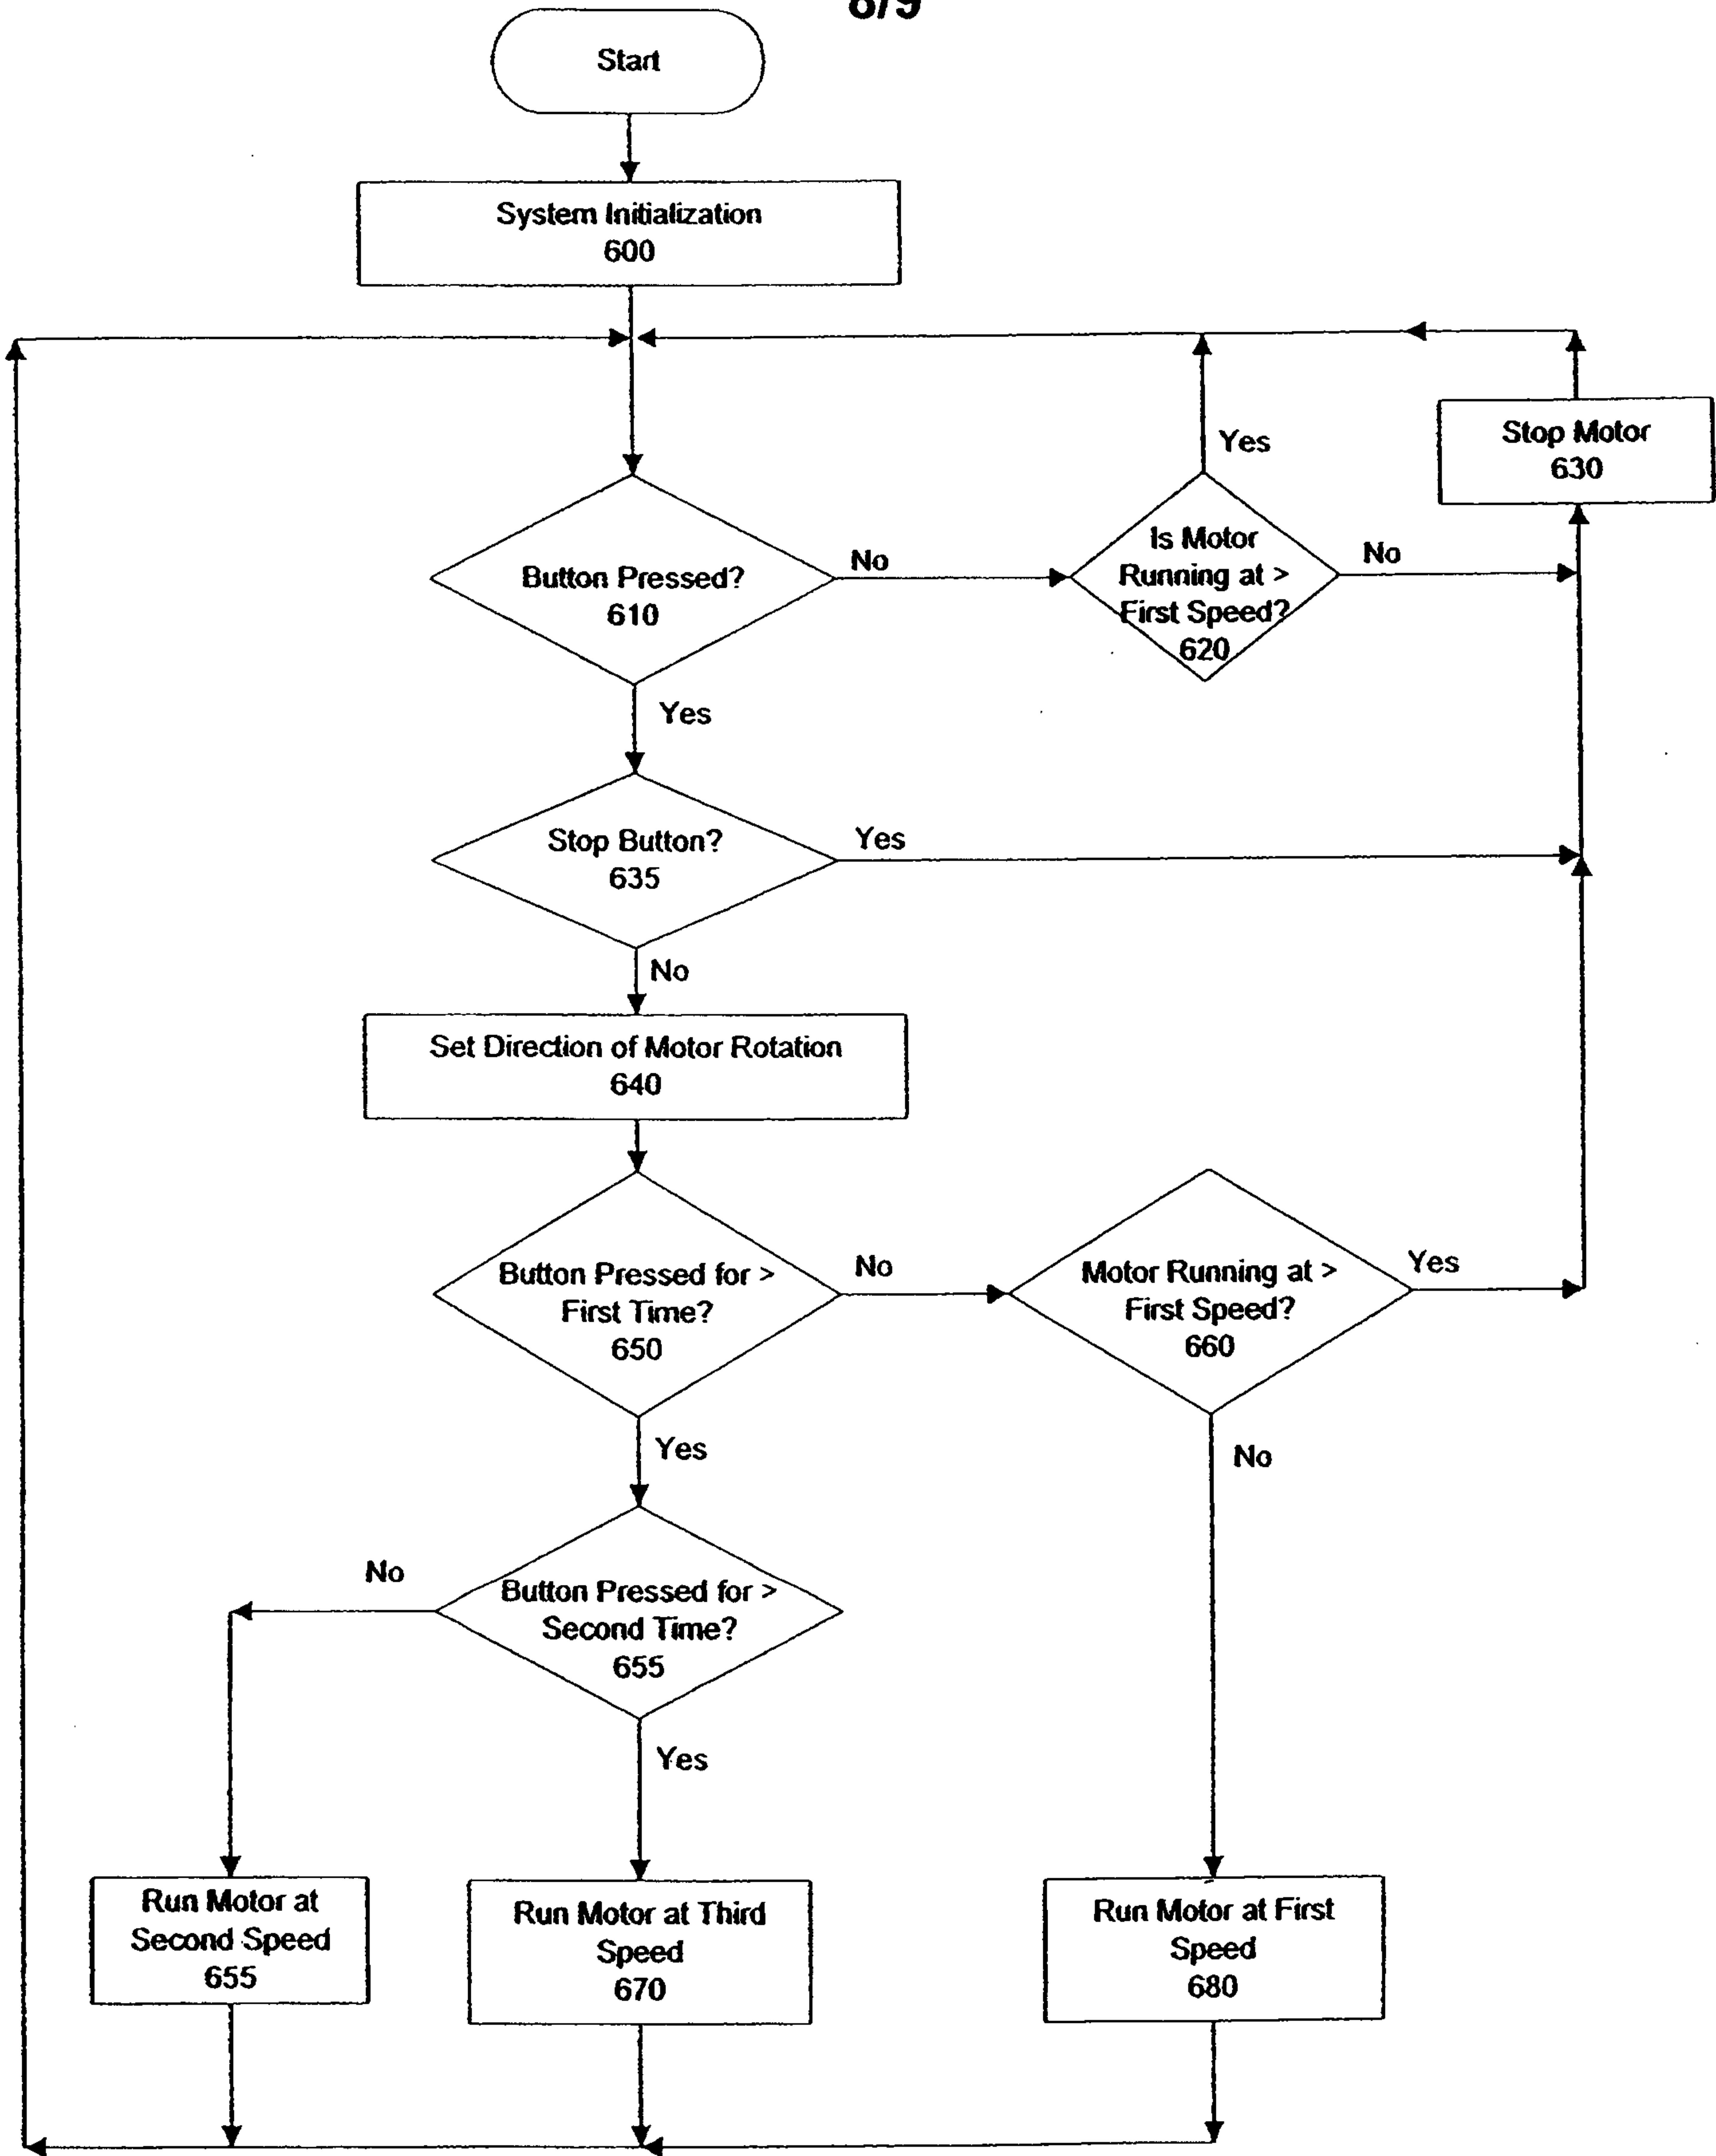 8/9
Start
System Initialization
600
Yes
Stop Motor
630
Button Pressed?
610
No
Is Motor
Running at >
First Speed?
620
No
Yes
Stop Button?
635
Yes
No
Set Direction of Motor Rotation
640
Button Pressed for >
First Time?
650
No
Motor Running at >
First Speed?
660
Yes
Yes
No
No
Button Pressed for >
Second Time?
655
Yes
Run Motor at
Second Speed
655
Run Motor at Third
Speed
670
Run Motor at First
Speed
680